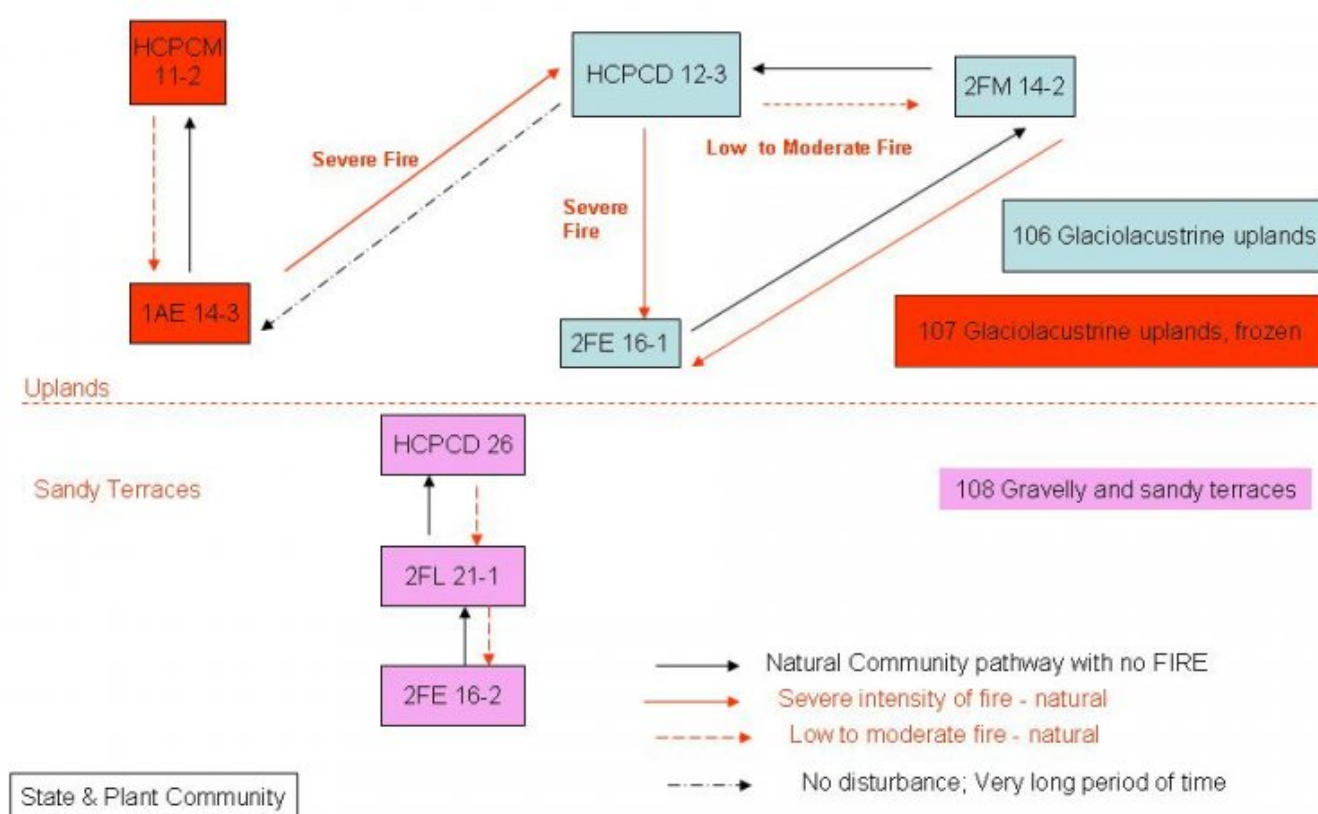 HCPCM
11-2
HCPCD 12-3
2FM 14-2
Severe Fire
Low to Moderate Fire
Severe
Fire
106 Glaciolacustrine uplands
1AE 14-3
2FE 16-1
107 Glaciolacustrine uplands, frozen
Uplands
HCPCD 26
Sandy Terraces
108 Gravelly and sandy terraces
2FL 21-1
2FE 16-2
Natural Community pathway with no FIRE
Severe intensity of fire - natural
Low to moderate fire - natural
No disturbance; Very long period of time
State & Plant Community